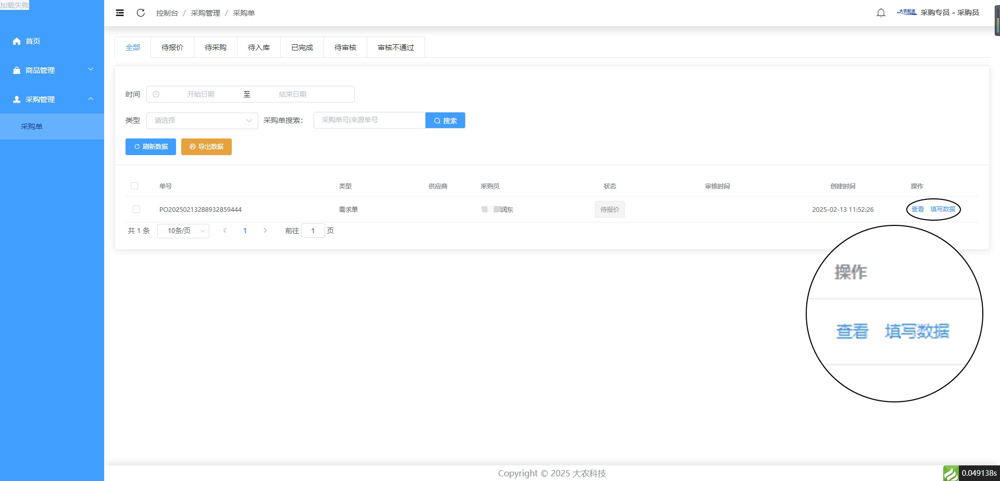 加载失败
首页
商品管理
采购管理
采购单
控制台 / 采购管理 / 采购单
大农配送 采购专员 - 采购员
全部 待报价 待采购 待入库 已完成 待审核 审核不通过
时间 开始日期 至 结束日期
类型 请选择 采购单搜索: 采购单号|来源单号 搜索
刷新数据 导出数据
单号 类型 供应商 采购员 状态 审核时间 创建时间 操作
PO20250213288932859444 需求单 润东 待报价 2025-02-13 11:52:26 查看 填写数据
共 1 条 10条/页 1 前往 1 页
操作
查看 填写数据
Copyright © 2025 大农科技
0.049138s